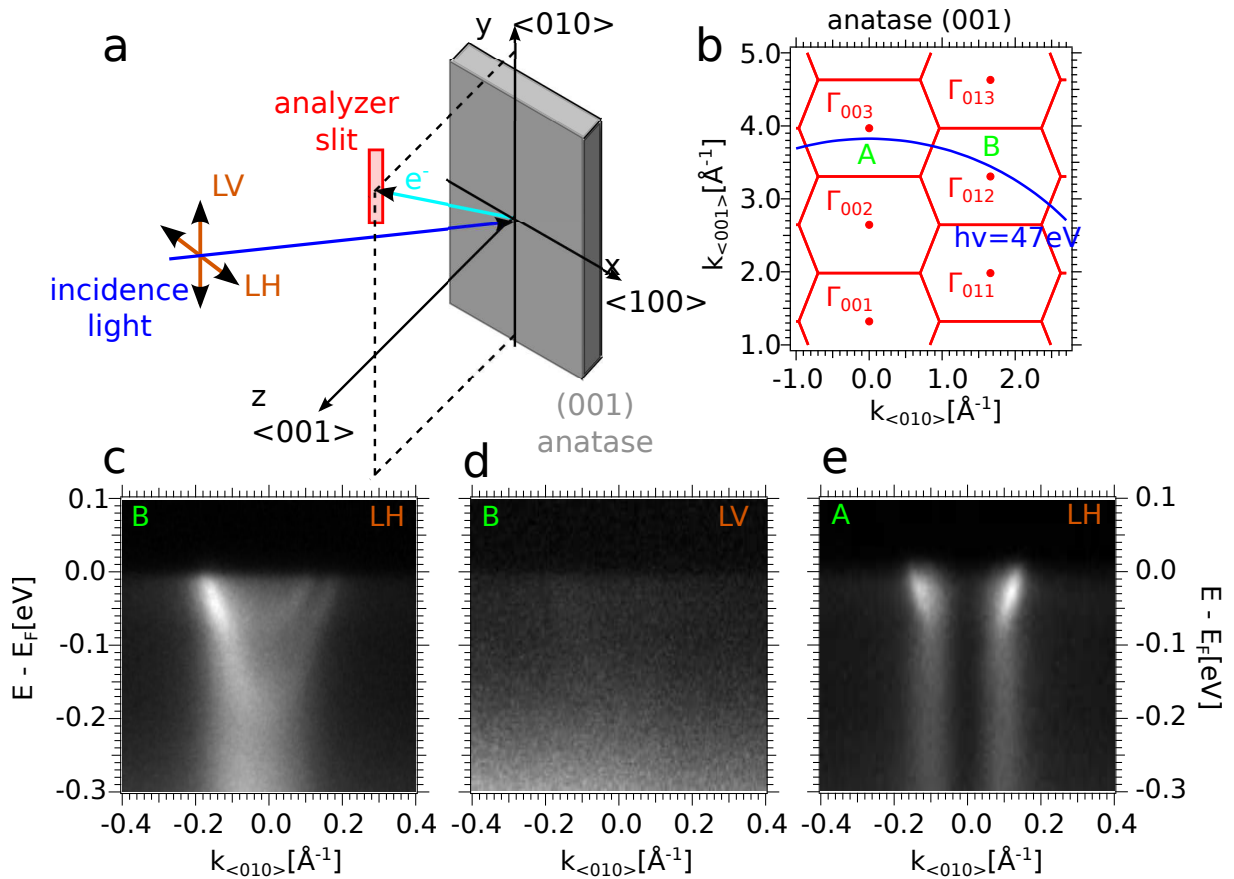 a
y <010>
analyzer
slit
e-
LV
LH
incidence
light
x
<100>
z
<001>
(001)
anatase
b
anatase (001)
5.0
4.0
3.0
2.0
1.0
k<001>[Å-1]
Γ003
Γ013
A
B
Γ002
Γ012
hν=47eV
Γ001
Γ011
-1.0 0.0 1.0 2.0
k<010>[Å-1]
c
B LH
0.1
0.0
-0.1
-0.2
-0.3
E - EF[eV]
-0.4 -0.2 0.0 0.2 0.4
k<010>[Å-1]
d
B LV
-0.4 -0.2 0.0 0.2 0.4
k<010>[Å-1]
e
A LH
0.1
0.0
-0.1
-0.2
-0.3
E - EF[eV]
-0.4 -0.2 0.0 0.2 0.4
k<010>[Å-1]